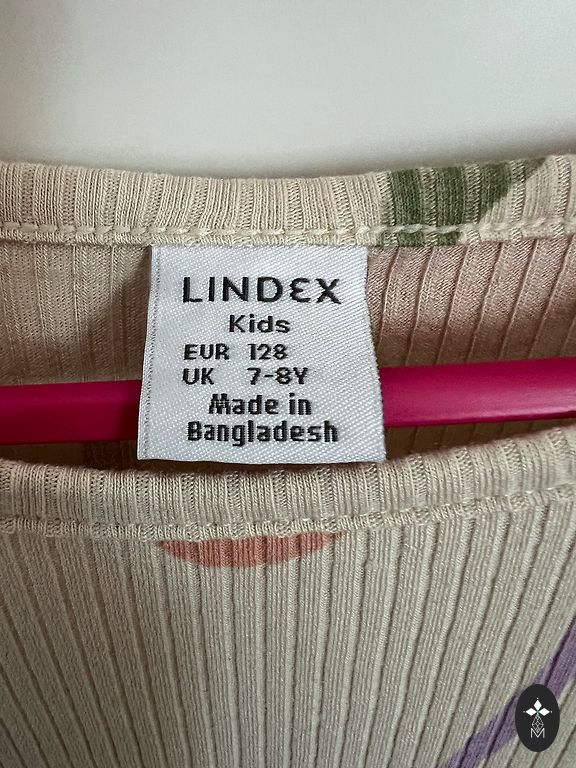 LINDEX
Kids
EUR 128
UK 7-8Y
Made in
Bangladesh
M